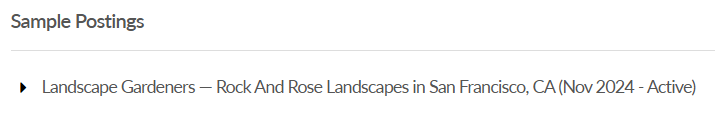 Sample Postings
Landscape Gardeners — Rock And Rose Landscapes in San Francisco, CA (Nov 2024 - Active)